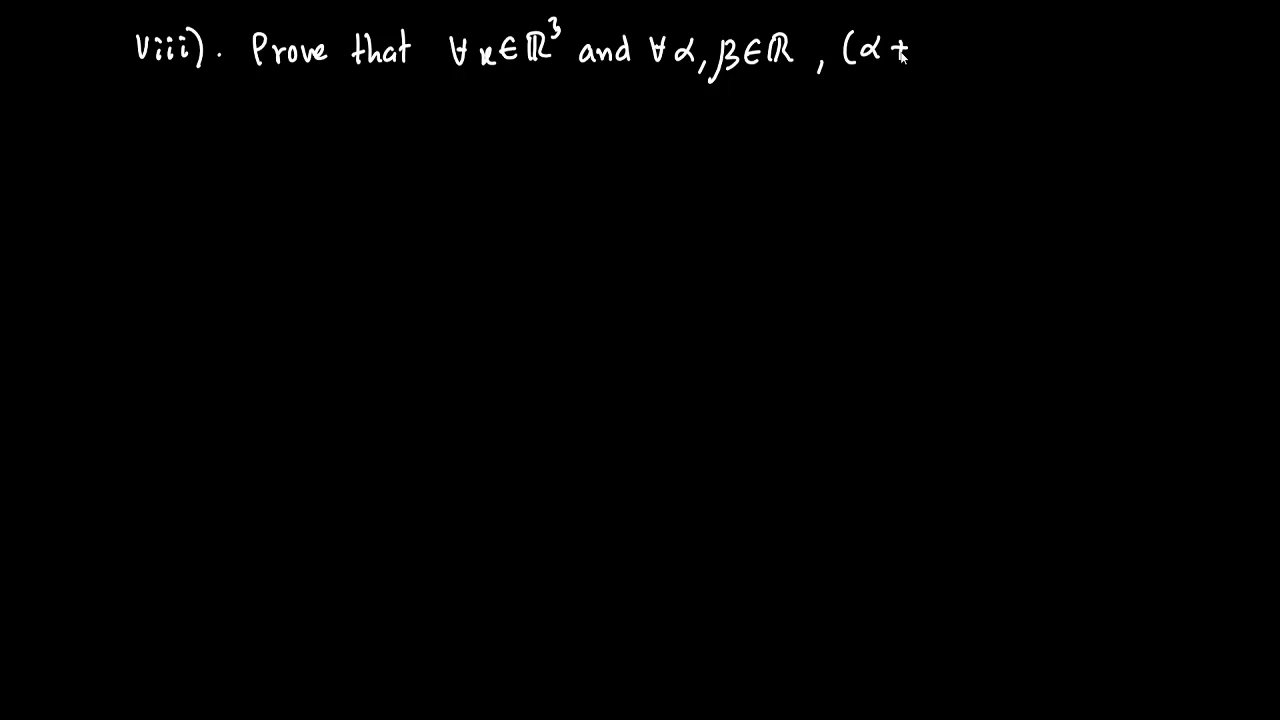 Viii). Prove that ∀ x ∈ ℝ³ and ∀ α, β ∈ ℝ, (α +